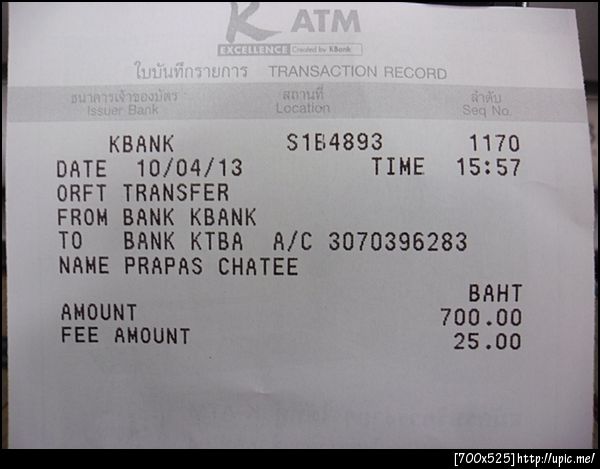 K ATM
EXCELLENCE Created by KBank
ใบบันทึกรายการ TRANSACTION RECORD
ธนาคารเจ้าของบัตร สถานที่ ลำดับ
Issuer Bank Location Seq No.
KBANK S1B4893 1170
DATE 10/04/13 TIME 15:57
ORFT TRANSFER
FROM BANK KBANK
TO BANK KTBA A/C 3070396283
NAME PRAPAS CHATEE
BAHT
AMOUNT 700.00
FEE AMOUNT 25.00
[700x525]http://upic.me/